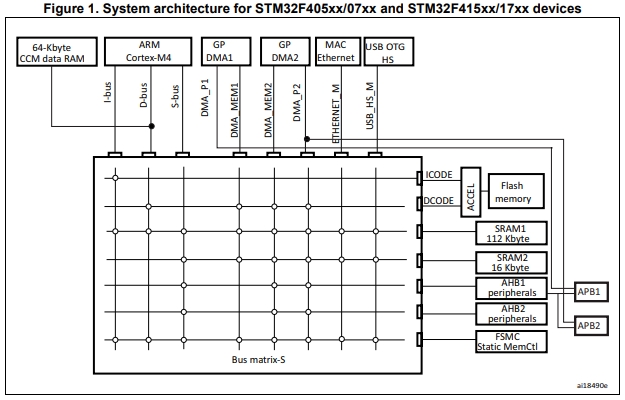 Figure 1. System architecture for STM32F405xx/07xx and STM32F415xx/17xx devices
64-Kbyte
CCM data RAM
ARM
Cortex-M4
GP
DMA1
GP
DMA2
MAC
Ethernet
USB OTG
HS
I-bus
D-bus
S-bus
DMA_P1
DMA_MEM1
DMA_MEM2
DMA_P2
ETHERNET_M
USB_HS_M
ICODE
DCODE
ACCEL
Flash
memory
SRAM1
112 Kbyte
SRAM2
16 Kbyte
AHB1
peripherals
AHB2
peripherals
FSMC
Static MemCtl
APB1
APB2
Bus matrix-S
ai18490e